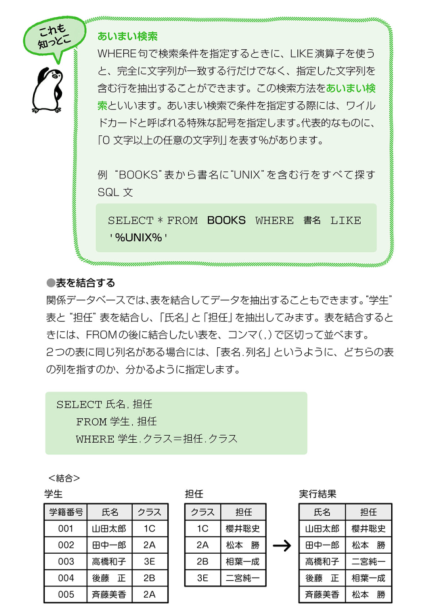 これも
知っとこ
あいまい検索
WHERE句で検索条件を指定するときに、LIKE演算子を使う
と、完全に文字列が一致する行だけでなく、指定した文字列を
含む行を抽出することができます。この検索方法をあいまい検
索といいます。あいまい検索で条件を指定する際には、ワイル
ドカードと呼ばれる特殊な記号を指定します。代表的なものに、
「0 文字以上の任意の文字列」を表す%があります。
例 “BOOKS”表から書名に“UNIX”を含む行をすべて探す
SQL 文
SELECT * FROM BOOKS WHERE 書名 LIKE
'%UNIX%'
●表を結合する
関係データベースでは、表を結合してデータを抽出することもできます。“学生”
表と“担任”表を結合し、「氏名」と「担任」を抽出してみます。表を結合すると
きには、FROMの後に結合したい表を、コンマ(,)で区切って並べます。
2つの表に同じ列名がある場合には、「表名.列名」というように、どちらの表
の列を指すのか、分かるように指定します。
SELECT 氏名,担任
FROM 学生,担任
WHERE 学生.クラス=担任.クラス
<結合>
学生 担任 実行結果
学籍番号 氏名 クラス クラス 担任 氏名 担任
001 山田太郎 1C 1C 櫻井聡史 山田太郎 櫻井聡史
002 田中一郎 2A 2A 松本 勝 → 田中一郎 松本 勝
003 高橋和子 3E 2B 相葉一成 高橋和子 二宮純一
004 後藤 正 2B 3E 二宮純一 後藤 正 相葉一成
005 斉藤美香 2A 斉藤美香 松本 勝